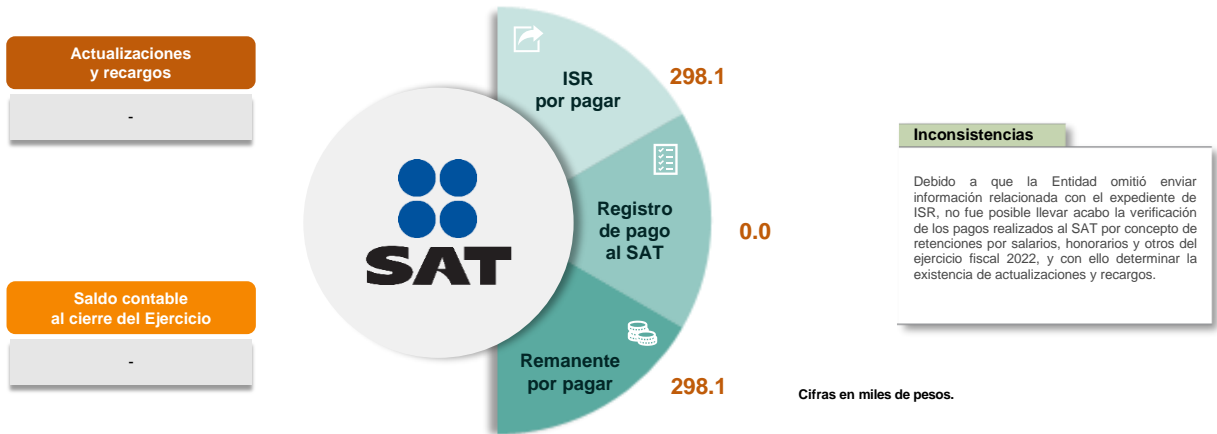 Actualizaciones
y recargos
-
Saldo contable
al cierre del Ejercicio
-
SAT
ISR
por pagar
298.1
Registro
de pago
al SAT
0.0
Remanente
por pagar
298.1
Inconsistencias
Debido a que la Entidad omitió enviar
información relacionada con el expediente de
ISR, no fue posible llevar acabo la verificación
de los pagos realizados al SAT por concepto de
retenciones por salarios, honorarios y otros del
ejercicio fiscal 2022, y con ello determinar la
existencia de actualizaciones y recargos.
Cifras en miles de pesos.